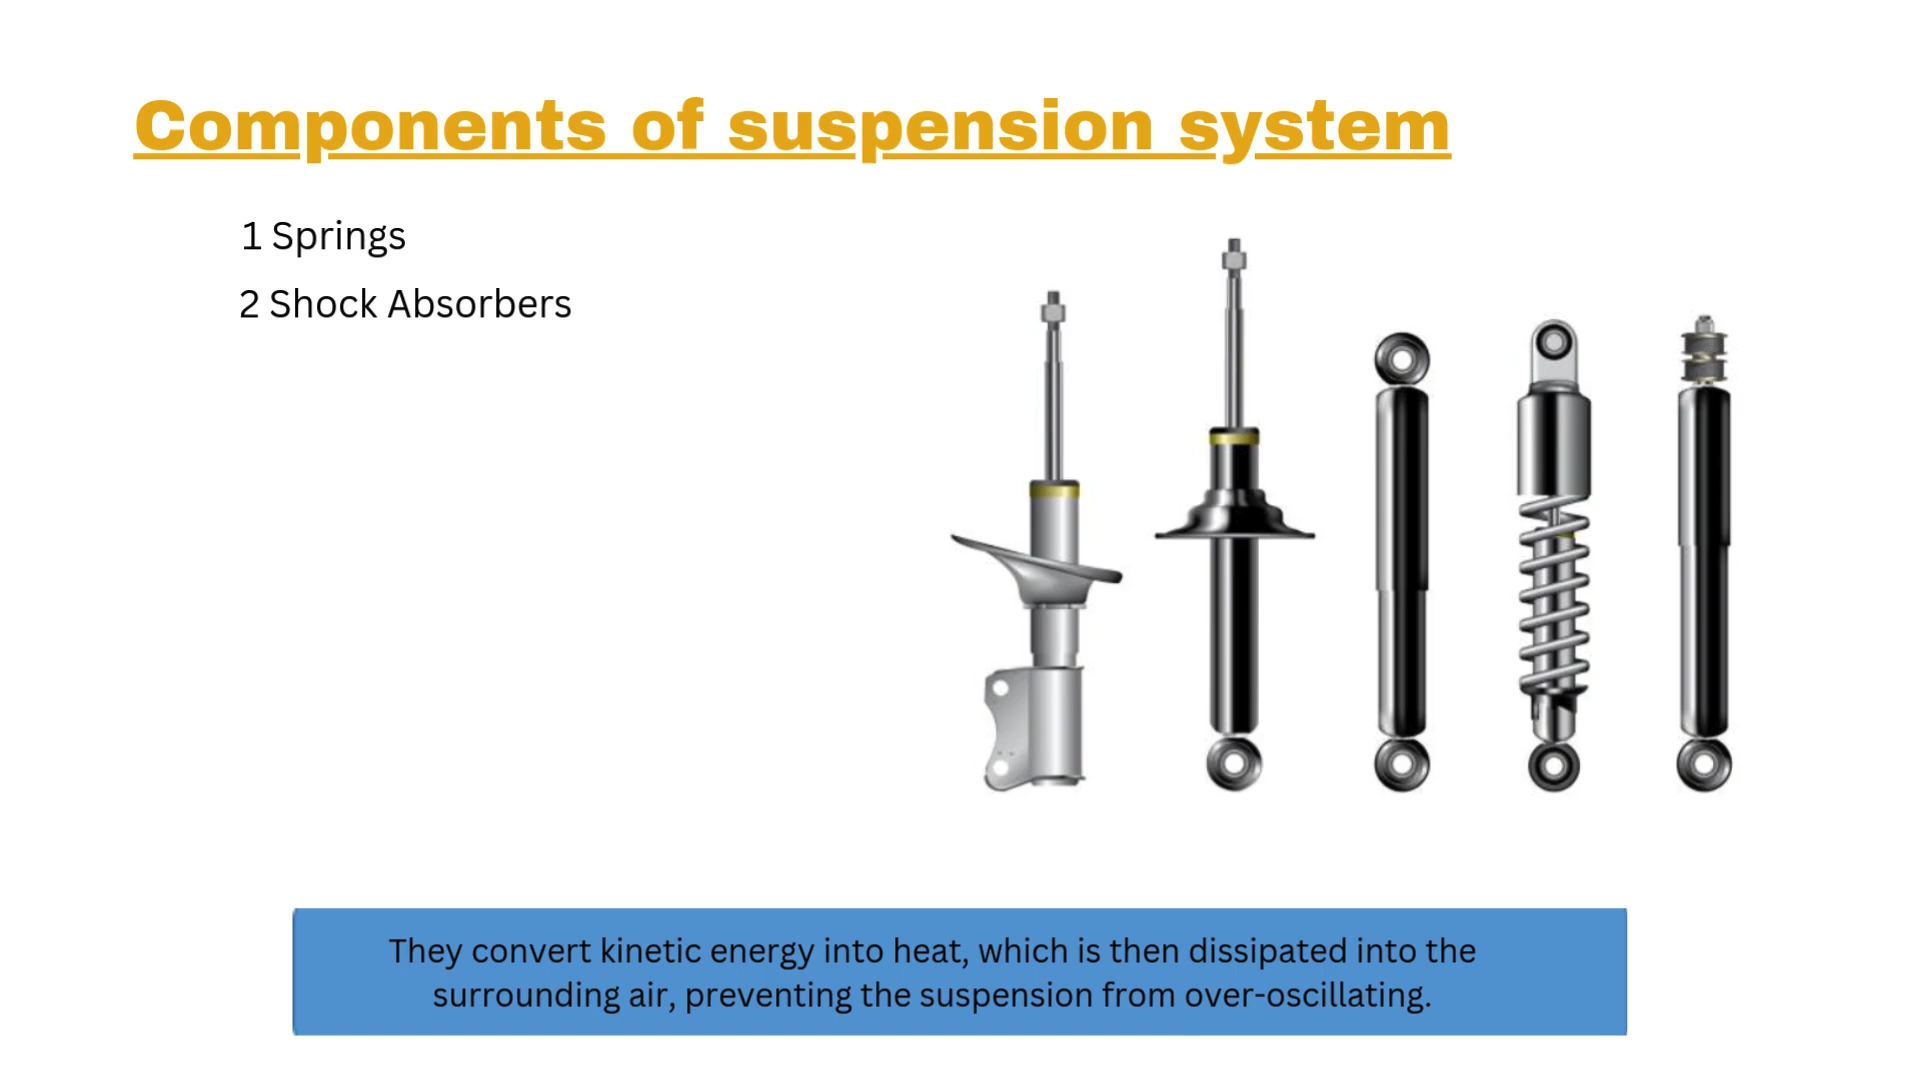 Components of suspension system
1 Springs
2 Shock Absorbers
They convert kinetic energy into heat, which is then dissipated into the
surrounding air, preventing the suspension from over-oscillating.